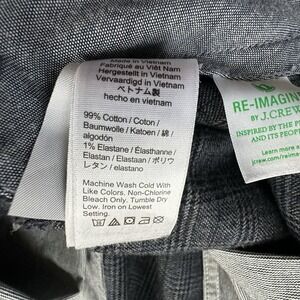 Made in Vietnam
Fabriqué au Viêt Nam
Hergestellt in Vietnam
Vervaardigd in Vietnam
ベトナム製
hecho en vietnam
99% Cotton / Coton /
Baumwolle / Katoen / 綿 /
algodón
1% Elastane / Élasthanne /
Elastan / Elastaan / ポリウ
レタン / elastano
Machine Wash Cold With
Like Colors. Non-Chlorine
Bleach Only. Tumble Dry
Low. Iron on Lowest
Setting.
RE-IMAGIN
BY J.CREW
INSPIRED BY THE P
AND ITS PEOP
Learn more a
jcrew.com/reima